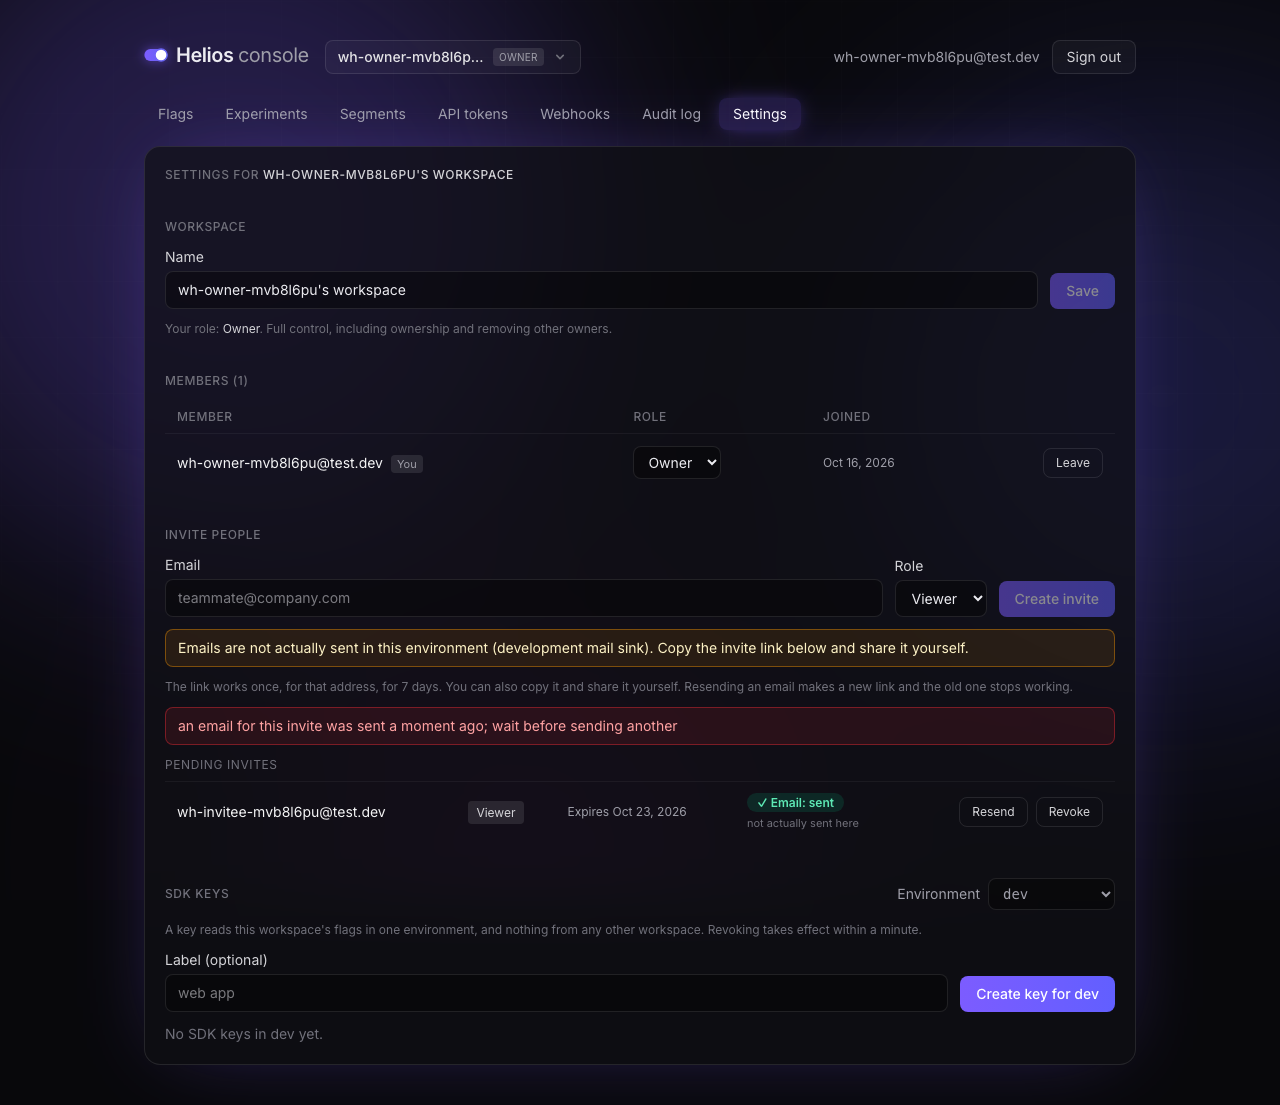 Helios console
wh-owner-mvb8l6p... OWNER
wh-owner-mvb8l6pu@test.dev
Sign out
Flags
Experiments
Segments
API tokens
Webhooks
Audit log
Settings
SETTINGS FOR WH-OWNER-MVB8L6PU'S WORKSPACE
WORKSPACE
Name
wh-owner-mvb8l6pu's workspace
Save
Your role: Owner. Full control, including ownership and removing other owners.
MEMBERS (1)
MEMBER ROLE JOINED
wh-owner-mvb8l6pu@test.dev You Owner Oct 16, 2026 Leave
INVITE PEOPLE
Email Role
teammate@company.com Viewer Create invite
Emails are not actually sent in this environment (development mail sink). Copy the invite link below and share it yourself.
The link works once, for that address, for 7 days. You can also copy it and share it yourself. Resending an email makes a new link and the old one stops working.
an email for this invite was sent a moment ago; wait before sending another
PENDING INVITES
wh-invitee-mvb8l6pu@test.dev Viewer Expires Oct 23, 2026 ✓ Email: sent Resend Revoke
not actually sent here
SDK KEYS Environment dev
A key reads this workspace's flags in one environment, and nothing from any other workspace. Revoking takes effect within a minute.
Label (optional)
web app Create key for dev
No SDK keys in dev yet.